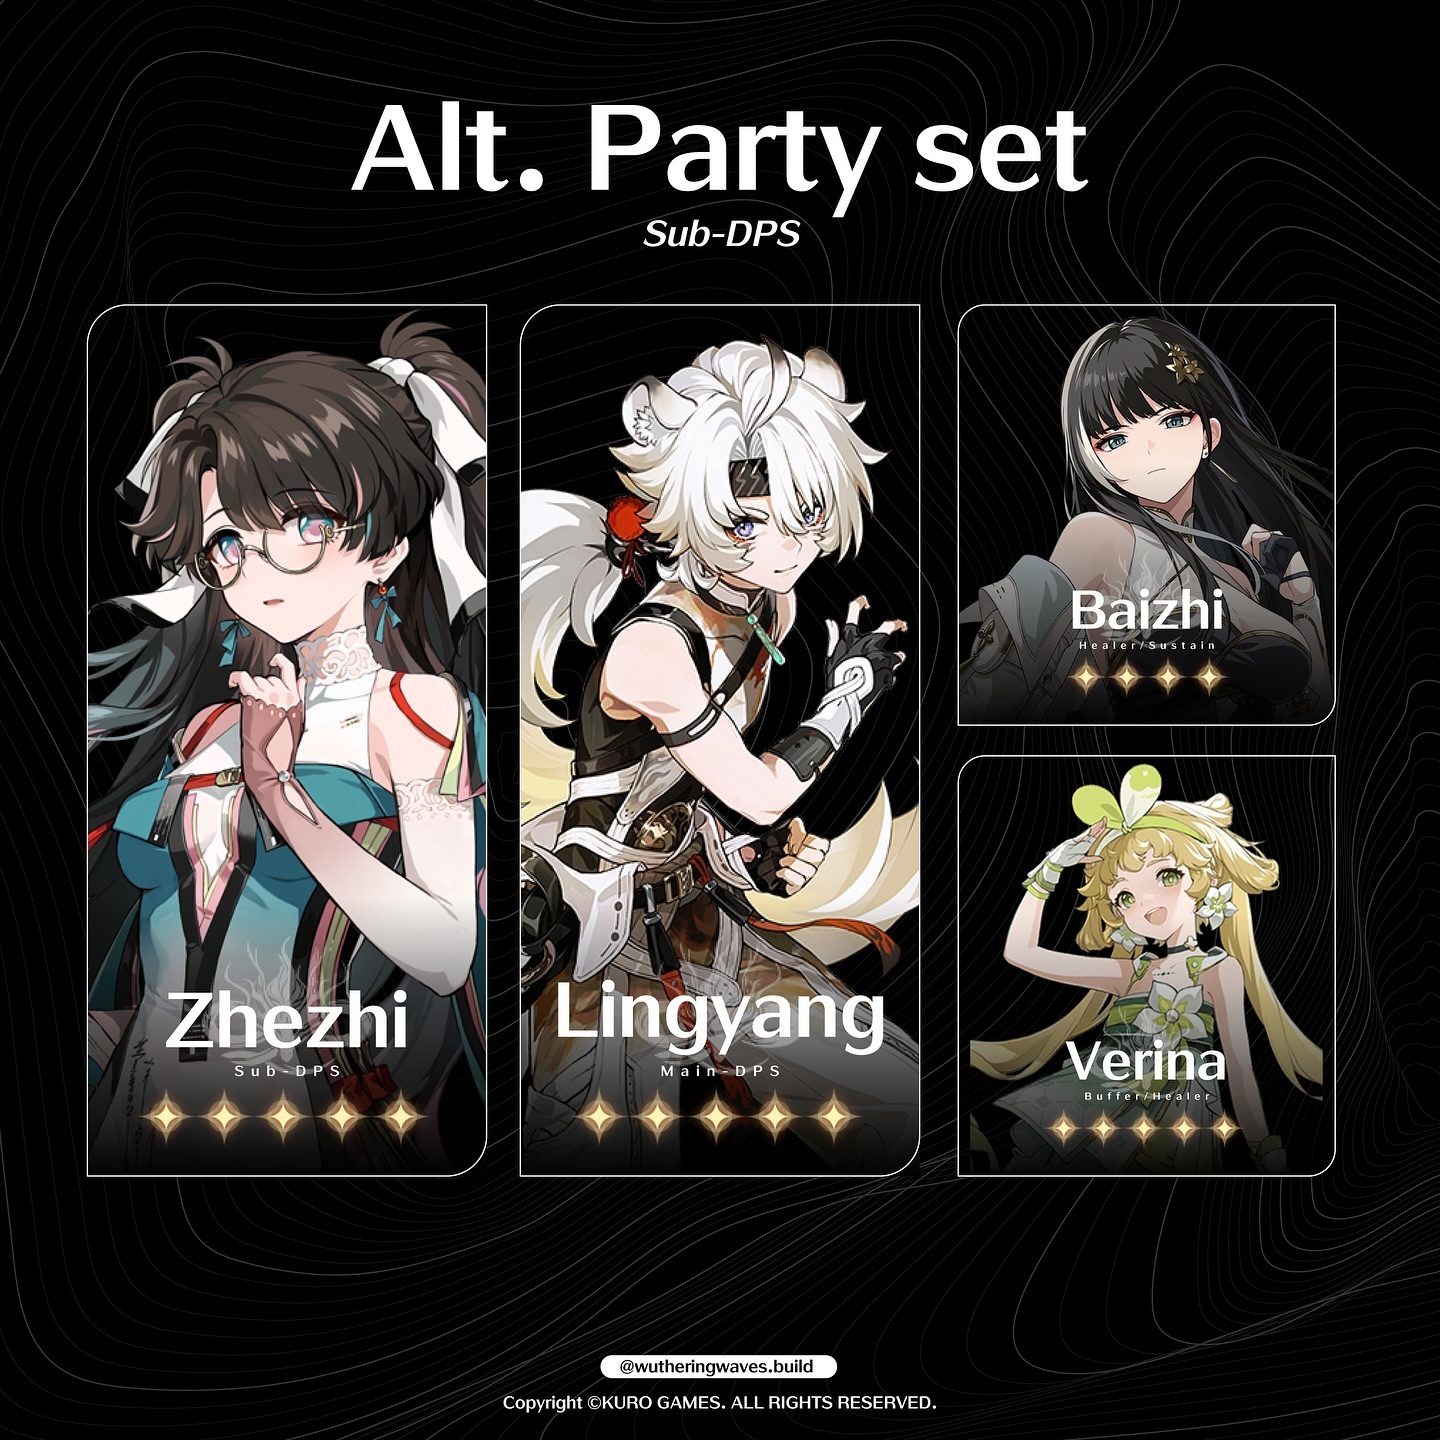 Alt. Party set
Sub-DPS
Zhezhi
Sub-DPS
Lingyang
Main-DPS
Baizhi
Healer/Sustain
Verina
Buffer/Healer
@wutheringwaves.build
Copyright ©KURO GAMES. ALL RIGHTS RESERVED.